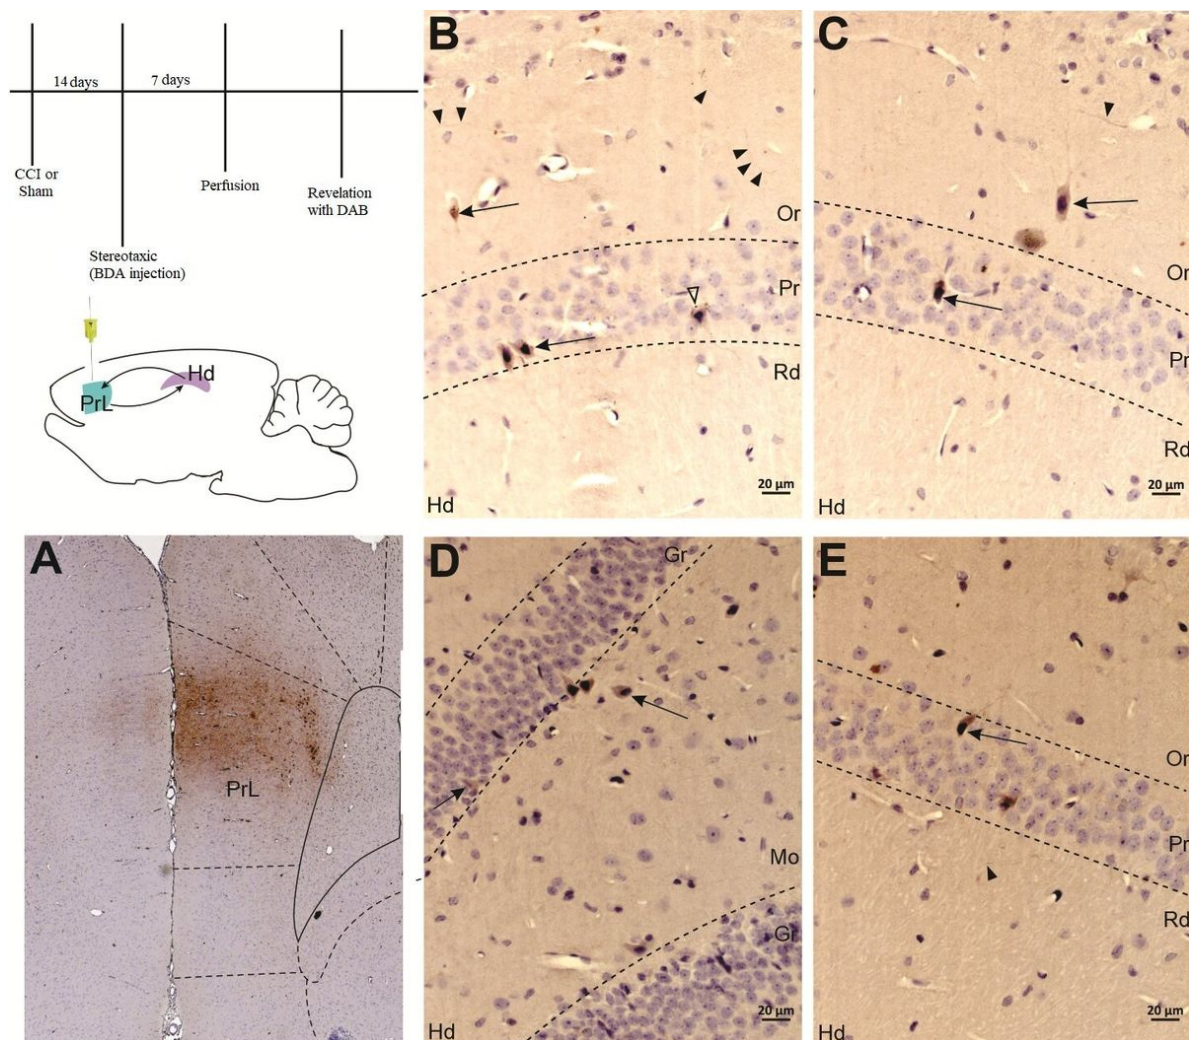 14 days
7 days
CCI or
Sham
Perfusion
Revelation
with DAB
Stereotaxic
(BDA injection)
PrL
Hd
B
Or
Pr
Rd
20 µm
Hd
C
Or
Pr
Rd
20 µm
Hd
A
PrL
D
Gr
Mo
Gr
20 µm
Hd
E
Or
Pr
Rd
20 µm
Hd